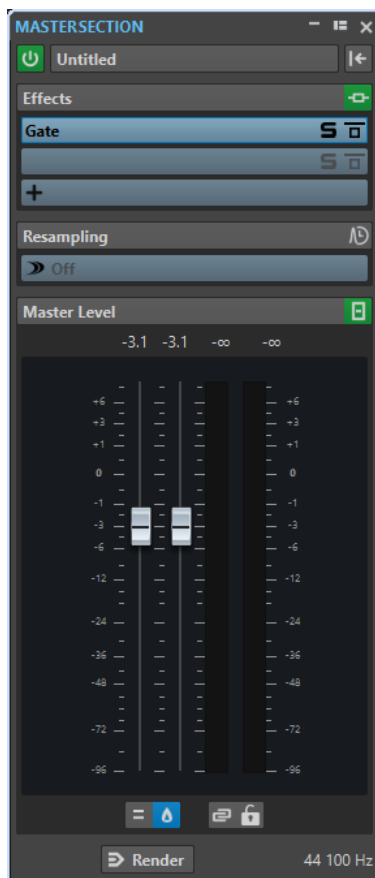 MASTERSECTION
Untitled
Effects
Gate S
S
+
Resampling
Off
Master Level
-3.1 -3.1 -∞ -∞
+6 +6
+3 +3
+1 +1
0 0
-1 -1
-3 -3
-6 -6
-12 -12
-24 -24
-36 -36
-48 -48
-72 -72
-96 -96
Render 44 100 Hz